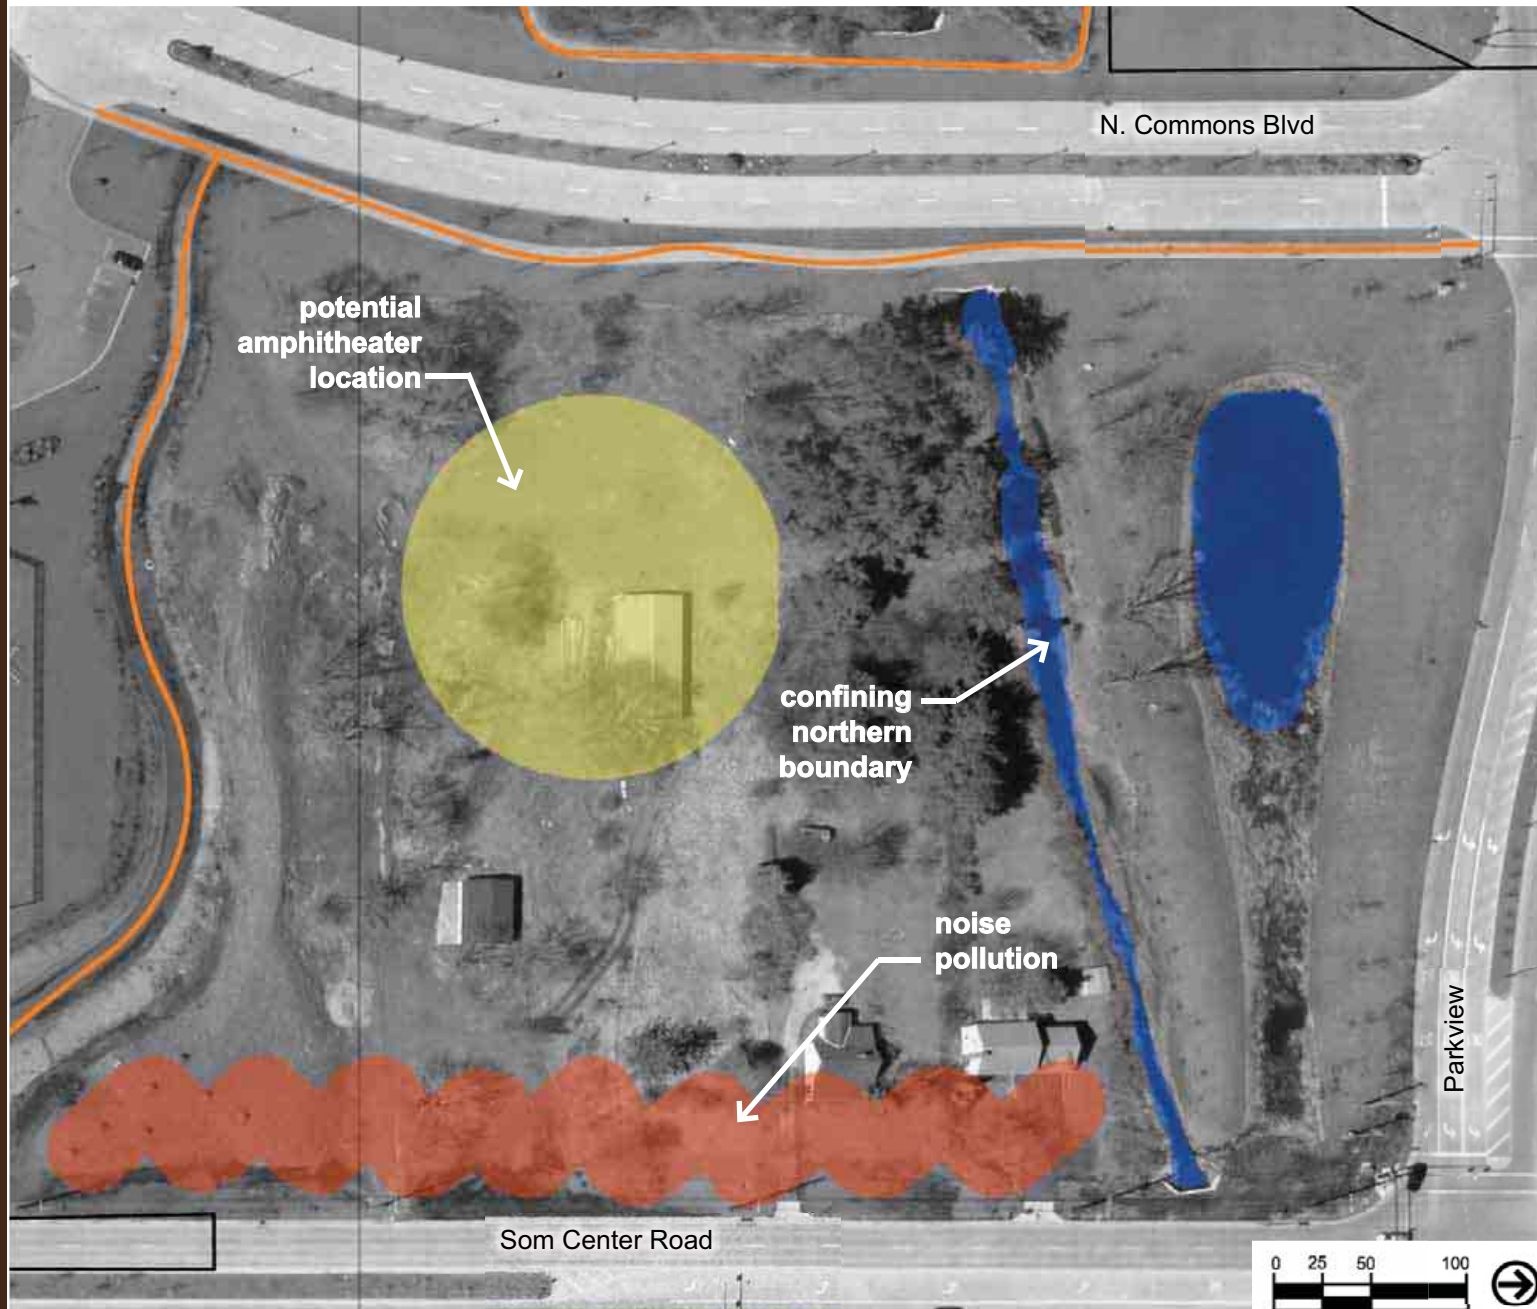 N. Commons Blvd
potential
amphitheater
location
confining
northern
boundary
noise
pollution
Parkview
Som Center Road
0 25 50 100